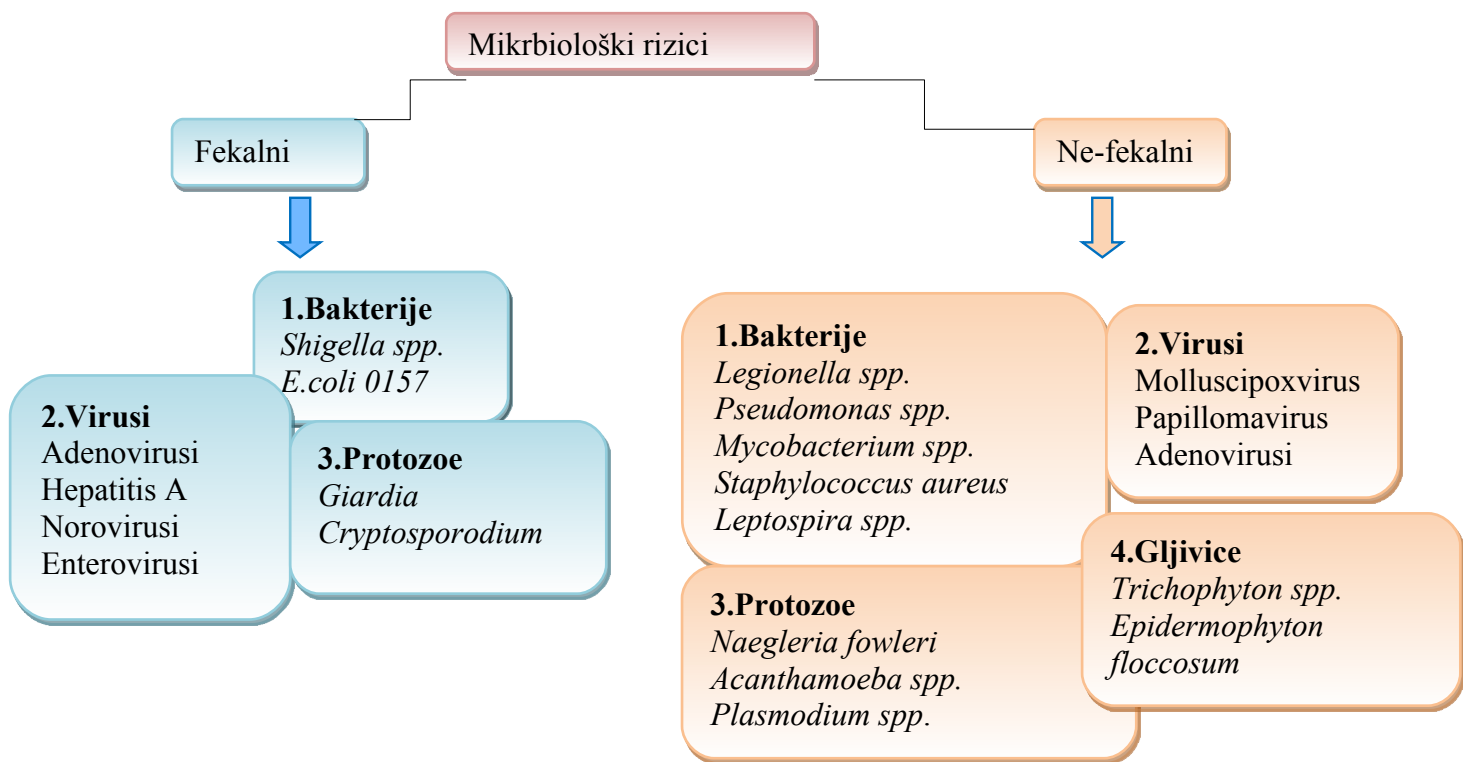 Mikrbiološki rizici
Fekalni
Ne-fekalni
1.Bakterije
Shigella spp.
E.coli 0157
2.Virusi
Adenovirusi
Hepatitis A
Norovirusi
Enterovirusi
3.Protozoe
Giardia
Cryptosporodium
1.Bakterije
Legionella spp.
Pseudomonas spp.
Mycobacterium spp.
Staphylococcus aureus
Leptospira spp.
2.Virusi
Molluscipoxvirus
Papillomavirus
Adenovirusi
3.Protozoe
Naegleria fowleri
Acanthamoeba spp.
Plasmodium spp.
4.Gljivice
Trichophyton spp.
Epidermophyton
floccosum